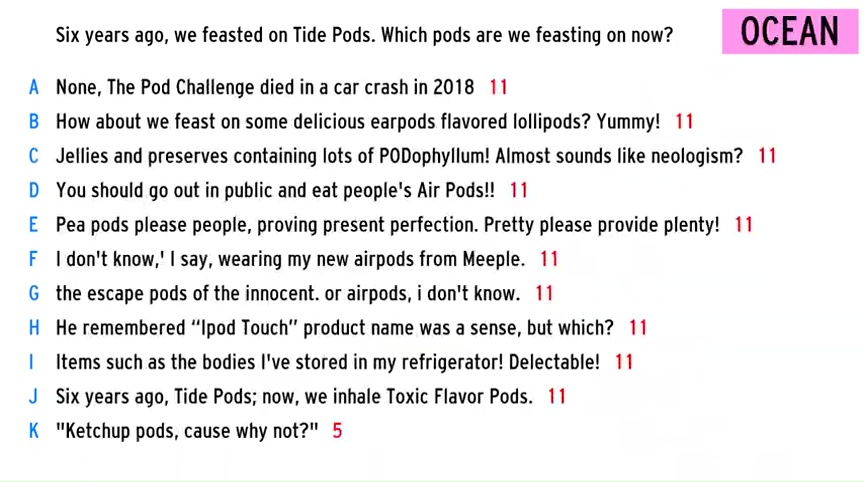 Six years ago, we feasted on Tide Pods. Which pods are we feasting on now?
OCEAN
A None, The Pod Challenge died in a car crash in 2018 11
B How about we feast on some delicious earpods flavored lollipods? Yummy! 11
C Jellies and preserves containing lots of PODophyllum! Almost sounds like neologism? 11
D You should go out in public and eat people's Air Pods!! 11
E Pea pods please people, proving present perfection. Pretty please provide plenty! 11
F I don't know,' I say, wearing my new airpods from Meeple. 11
G the escape pods of the innocent. or airpods, i don't know. 11
H He remembered “Ipod Touch” product name was a sense, but which? 11
I Items such as the bodies I've stored in my refrigerator! Delectable! 11
J Six years ago, Tide Pods; now, we inhale Toxic Flavor Pods. 11
K "Ketchup pods, cause why not?" 5